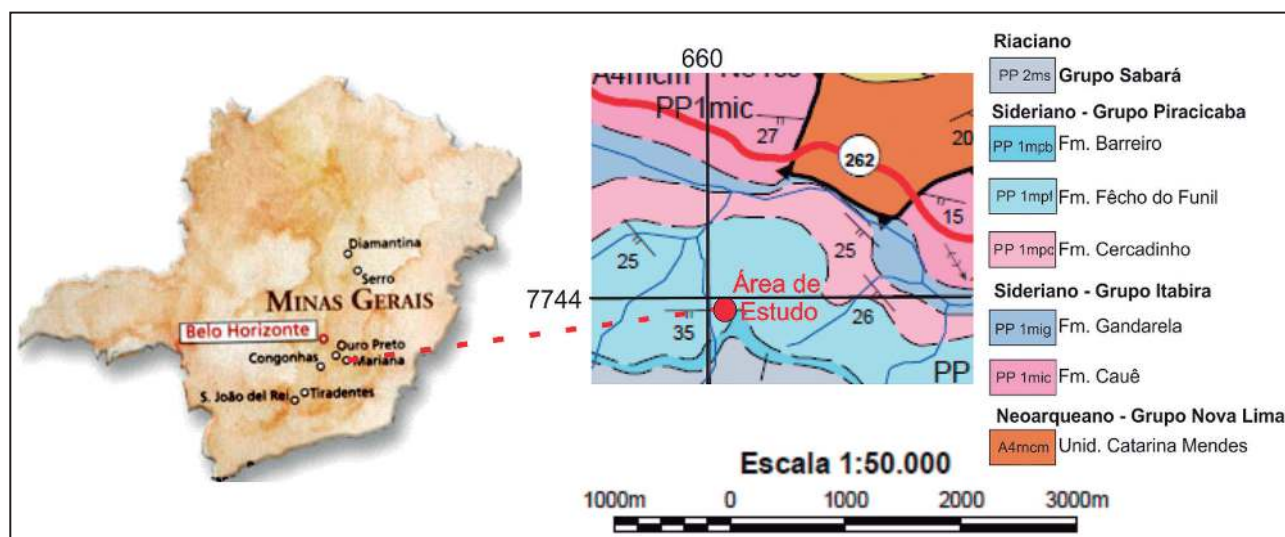 Diamantina
Serro
MINAS GERAIS
Belo Horizonte
Ouro Preto
Congonhas
Mariana
S. João del Rei
Tiradentes
660
A4mcm
PP1mic
27
262
20
15
25
25
7744
Área de
Estudo
35
26
PP
Riaciano
PP 2ms Grupo Sabará
Sideriano - Grupo Piracicaba
PP 1mpb Fm. Barreiro
PP 1mpf Fm. Fêcho do Funil
PP 1mpc Fm. Cercadinho
Sideriano - Grupo Itabira
PP 1mig Fm. Gandarela
PP 1mic Fm. Cauê
Neoarqueano - Grupo Nova Lima
A4mcm Unid. Catarina Mendes
Escala 1:50.000
1000m 0 1000 2000 3000m